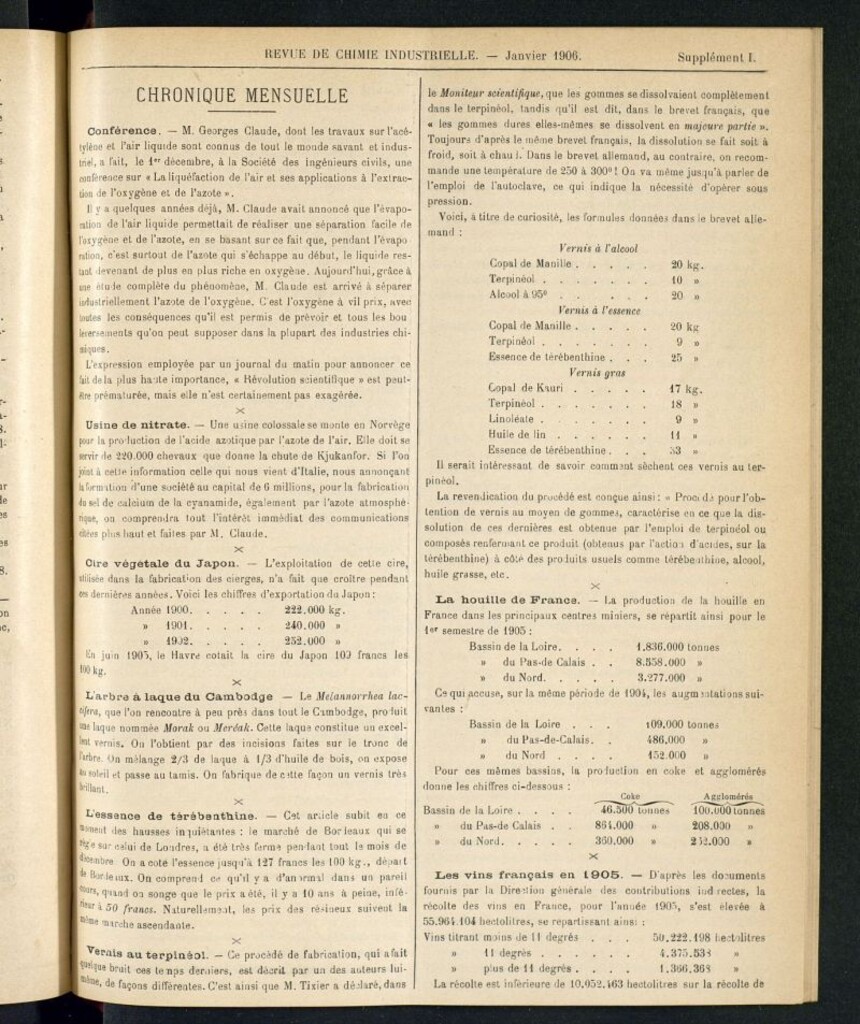 REVUE DE CHIMIE INDUSTRIELLE. — Janvier 1906. Supplément I.
CHRONIQUE MENSUELLE
Conférence. — M. Georges Claude, dont les travaux sur l'acé-
tylène et l'air liquide sont connus de tout le monde savant et indus-
triel, a fait, le 1er décembre, à la Société des ingénieurs civils, une
conférence sur « La liquéfaction de l'air et ses applications à l'extrac-
tion de l'oxygène et de l'azote ».
Il y a quelques années déjà, M. Claude avait annoncé que l'évapo-
ration de l'air liquide permettait de réaliser une séparation facile de
l'oxygène et de l'azote, en se basant sur ce fait que, pendant l'évapo
ration, c'est surtout de l'azote qui s'échappe au début, le liquide res-
tant devenant de plus en plus riche en oxygène. Aujourd'hui, grâce à
une étude complète du phénomène, M. Claude est arrivé à séparer
industriellement l'azote de l'oxygène. C'est l'oxygène à vil prix, avec
toutes les conséquences qu'il est permis de prévoir et tous les bou
leversements qu'on peut supposer dans la plupart des industries chi-
miques.
L'expression employée par un journal du matin pour annoncer ce
fait de la plus haute importance, « Révolution scientifique » est peut-
être prématurée, mais elle n'est certainement pas exagérée.
×
Usine de nitrate. — Une usine colossale se monte en Norvège
pour la production de l'acide azotique par l'azote de l'air. Elle doit se
servir de 220.000 chevaux que donne la chute de Kjukanfor. Si l'on
joint à cette information celle qui nous vient d'Italie, nous annonçant
la formation d'une société au capital de 6 millions, pour la fabrication
du sel de calcium de la cyanamide, également par l'azote atmosphé-
rique, on comprendra tout l'intérêt immédiat des communications
citées plus haut et faites par M. Claude.
×
Cire végétale du Japon. — L'exploitation de cette cire,
utilisée dans la fabrication des cierges, n'a fait que croître pendant
ces dernières années. Voici les chiffres d'exportation du Japon :
Année 1900. . . . . 222.000 kg.
» 1901. . . . . 240.000 »
» 1902. . . . . 252.000 »
En juin 1905, le Havre cotait la cire du Japon 109 francs les
100 kg.
×
L'arbre à laque du Cambodge — Le Melannorrhea lac-
cifera, que l'on rencontre à peu près dans tout le Cambodge, produit
une laque nommée Morak ou Meréak. Cette laque constitue un excel-
lent vernis. On l'obtient par des incisions faites sur le tronc de
l'arbre. On mélange 2/3 de laque à 1/3 d'huile de bois, on expose
au soleil et passe au tamis. On fabrique de cette façon un vernis très
brillant.
×
L'essence de térébenthine. — Cet article subit en ce
moment des hausses inquiétantes : le marché de Bordeaux qui se
règle sur celui de Londres, a été très ferme pendant tout le mois de
décembre. On a coté l'essence jusqu'à 127 francs les 100 kg., départ
de Bordeaux. On comprend ce qu'il y a d'anormal dans un pareil
cours, quand on songe que le prix a été, il y a 10 ans à peine, infé-
rieur à 50 francs. Naturellement, les prix des résineux suivent la
même marche ascendante.
×
Vernis au terpinéol. — Ce procédé de fabrication, qui a fait
quelque bruit ces temps derniers, est décrit par un des auteurs lui-
même, de façons différentes. C'est ainsi que M. Tixier a déclaré, dans
le Moniteur scientifique, que les gommes se dissolvaient complètement
dans le terpinéol, tandis qu'il est dit, dans le brevet français, que
« les gommes dures elles-mêmes se dissolvent en majeure partie ».
Toujours d'après le même brevet français, la dissolution se fait soit à
froid, soit à chaud. Dans le brevet allemand, au contraire, on recom-
mande une température de 250 à 300° ! On va même jusqu'à parler de
l'emploi de l'autoclave, ce qui indique la nécessité d'opérer sous
pression.
Voici, à titre de curiosité, les formules données dans le brevet alle-
mand :
Vernis à l'alcool
Copal de Manille . . . . . 20 kg.
Terpinéol . . . . . . . 10 »
Alcool à 95° . . . . . . 20 »
Vernis à l'essence
Copal de Manille . . . . . 20 kg
Terpinéol . . . . . . . 9 »
Essence de térébenthine . . . 25 »
Vernis gras
Copal de Kauri . . . . . 17 kg.
Terpinéol . . . . . . . 18 »
Linoléate . . . . . . . 9 »
Huile de lin . . . . . . 11 »
Essence de térébenthine . . . 33 »
Il serait intéressant de savoir comment sèchent ces vernis au ter-
pinéol.
La revendication du procédé est conçue ainsi : « Procédé pour l'ob-
tention de vernis au moyen de gommes, caractérisé en ce que la dis-
solution de ces dernières est obtenue par l'emploi de terpinéol ou
composés renfermant ce produit (obtenus par l'action d'acides, sur la
térébenthine) à côté des produits usuels comme térébenthine, alcool,
huile grasse, etc.
×
La houille de France. — La production de la houille en
France dans les principaux centres miniers, se répartit ainsi pour le
1er semestre de 1905 :
Bassin de la Loire. . . . 1.836.000 tonnes
» du Pas-de Calais . . 8.558.000 »
» du Nord. . . . . 3.277.000 »
Ce qui accuse, sur la même période de 1904, les augmentations sui-
vantes :
Bassin de la Loire . . . 109.000 tonnes
» du Pas-de-Calais. . 486.000 »
» du Nord . . . . 152.000 »
Pour ces mêmes bassins, la production en coke et agglomérés
donne les chiffres ci-dessous :
Coke Agglomérés
Bassin de la Loire . . . . 46.500 tonnes 100.000 tonnes
» du Pas-de Calais . . 864.000 » 208.000 »
» du Nord. . . . . 360.000 » 252.000 »
×
Les vins français en 1905. — D'après les documents
fournis par la Direction générale des contributions indirectes, la
récolte des vins en France, pour l'année 1905, s'est élevée à
55.964.104 hectolitres, se repartissant ainsi :
Vins titrant moins de 11 degrés . . . 50.222.198 hectolitres
» 11 degrés . . . . . 4.375.538 »
» plus de 11 degrés . . . . 1.366.368 »
La récolte est inférieure de 10.052.463 hectolitres sur la récolte de